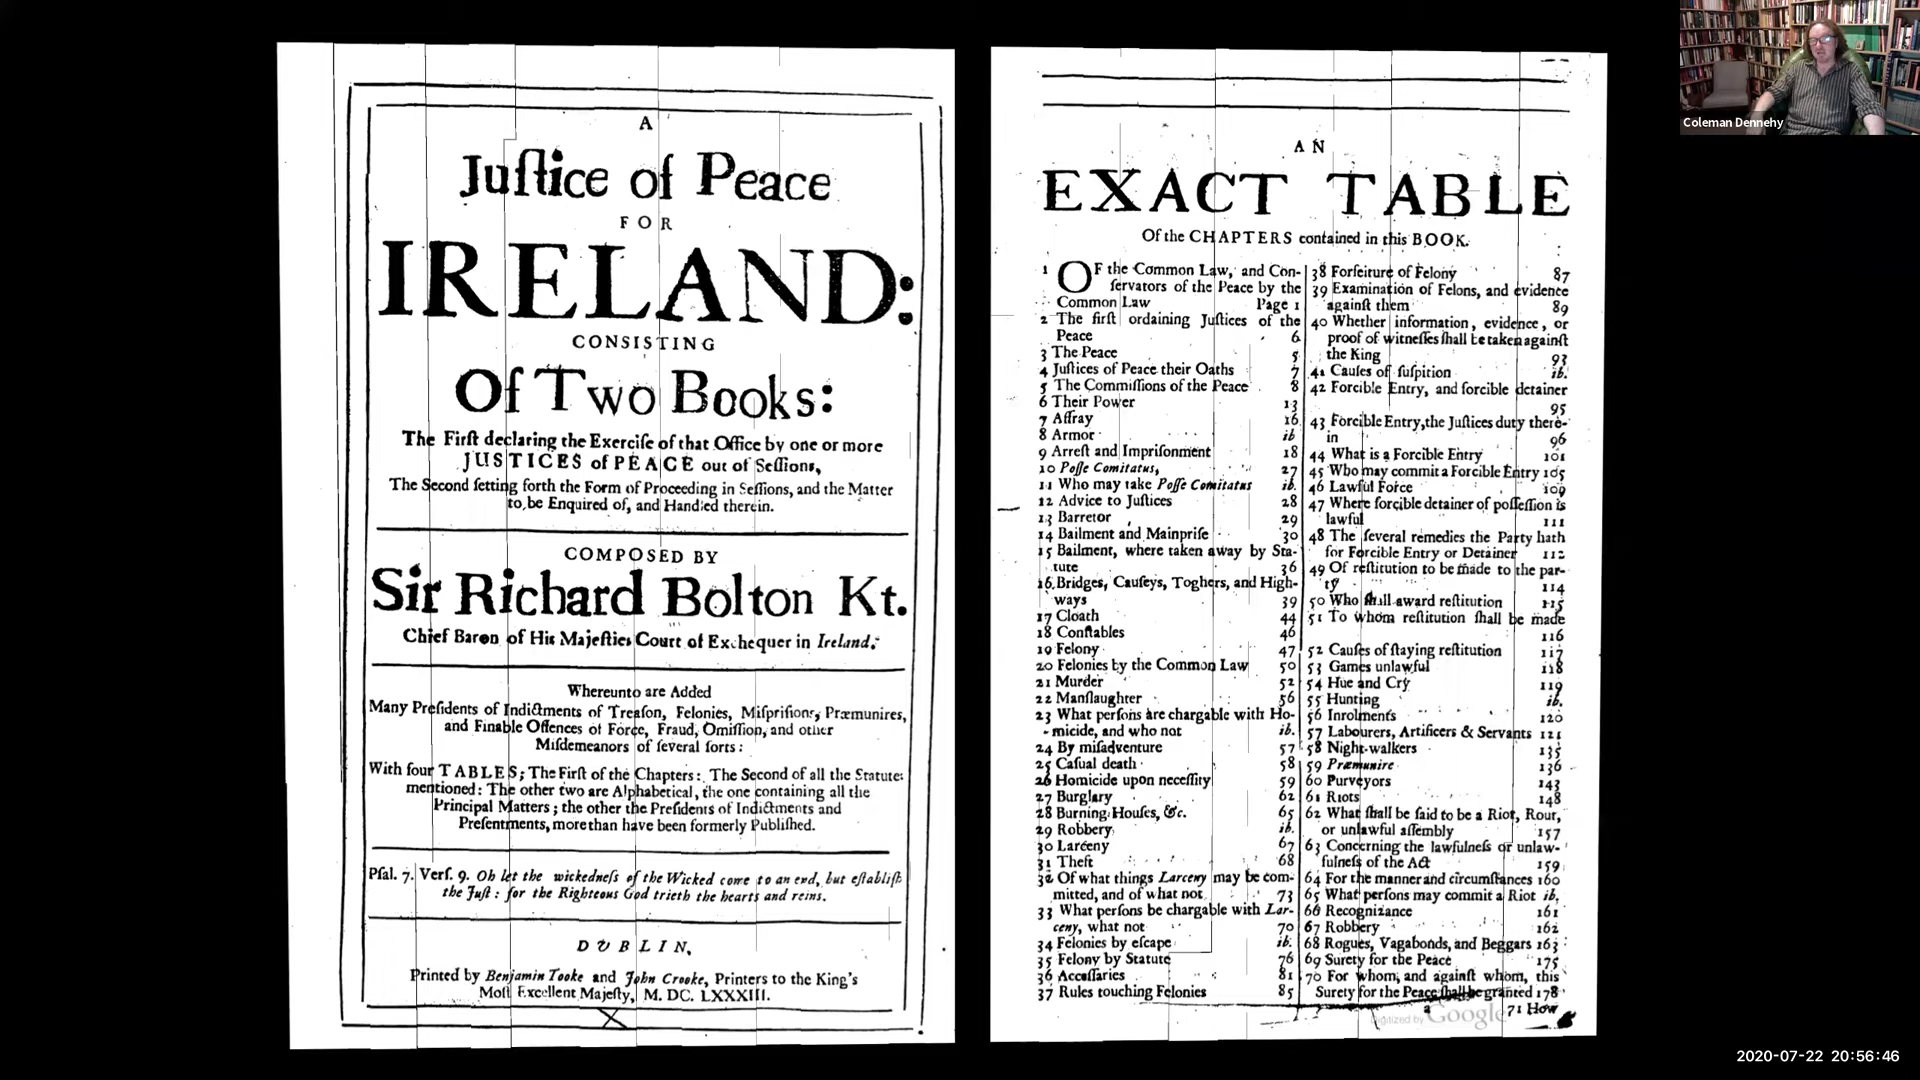 A
Juſtice of Peace
FOR
IRELAND:
CONSISTING
Of Two Books:
The Firſt declaring the Exerciſe of that Office by one or more
JUSTICES of PEACE out of Seſſions,
The Second ſetting forth the Form of Proceeding in Seſſions, and the Matter
to be Enquired of, and Handled therein.
COMPOSED BY
Sir Richard Bolton Kt.
Chief Baron of His Majeſties Court of Exchequer in Ireland.
Whereunto are Added
Many Preſidents of Indictments of Treaſon, Felonies, Miſpriſions, Præmunires,
and Finable Offences of Force, Fraud, Omiſſion, and other
Miſdemeanors of ſeveral ſorts:
With four TABLES; The Firſt of the Chapters: The Second of all the Statutes
mentioned: The other two are Alphabetical, the one containing all the
Principal Matters; the other the Preſidents of Indictments and
Preſentments, more than have been formerly Publiſhed.
Pſal. 7. Verſ. 9. Oh let the wickedneſs of the Wicked come to an end, but eſtabliſh
the Juſt: for the Righteous God trieth the hearts and reins.
DUBLIN,
Printed by Benjamin Tooke and John Crooke, Printers to the King's
Moſt Excellent Majeſty, M. DC. LXXXIII.
AN
EXACT TABLE
Of the CHAPTERS contained in this BOOK.
1 OF the Common Law, and Con-
ſervators of the Peace by the
Common Law Page 1
2 The firſt ordaining Juſtices of the
Peace 6
3 The Peace 5
4 Juſtices of Peace their Oaths 7
5 The Commiſſions of the Peace 8
6 Their Power 13
7 Affray 16
8 Armor ib
9 Arreſt and Impriſonment 18
10 Poſſe Comitatus, 27
11 Who may take Poſſe Comitatus ib.
12 Advice to Juſtices 28
13 Barretor 29
14 Bailment and Mainpriſe 30
15 Bailment, where taken away by Sta-
tute 36
16 Bridges, Cauſeys, Toghers, and High-
ways 39
17 Cloath 44
18 Conſtables 46
19 Felony 47
20 Felonies by the Common Law 50
21 Murder 52
22 Manſlaughter 56
23 What perſons are chargable with Ho-
micide, and who not ib.
24 By miſadventure 57
25 Caſual death 58
26 Homicide upon neceſſity 59
27 Burglary 62
28 Burning Houſes, &c. 65
29 Robbery ib.
30 Larceny 67
31 Theft 68
32 Of what things Larceny may be com-
mitted, and of what not 73
33 What perſons be chargable with Lar-
ceny, what not 70
34 Felonies by eſcape ib.
35 Felony by Statute 76
36 Acceſſaries 81
37 Rules touching Felonies 85
38 Forfeiture of Felony 87
39 Examination of Felons, and evidence
againſt them 89
40 Whether information, evidence, or
proof of witneſſes ſhall be taken againſt
the King 93
41 Cauſes of ſuſpition ib.
42 Forcible Entry, and forcible detainer
95
43 Forcible Entry, the Juſtices duty there-
in 96
44 What is a Forcible Entry 101
45 Who may commit a Forcible Entry 105
46 Lawful Force 109
47 Where forcible detainer of poſſeſſion is
lawful 111
48 The ſeveral remedies the Party hath
for Forcible Entry or Detainer 112
49 Of reſtitution to be made to the par-
ty 114
50 Who ſhall award reſtitution 115
51 To whom reſtitution ſhall be made
116
52 Cauſes of ſtaying reſtitution 117
53 Games unlawful 118
54 Hue and Cry 119
55 Hunting ib.
56 Inrolments 120
57 Labourers, Artificers & Servants 121
58 Night-walkers 135
59 Præmunire 136
60 Purveyors 143
61 Riots 148
62 What ſhall be ſaid to be a Riot, Rout,
or unlawful aſſembly 157
63 Concerning the lawfulneſs or unlaw-
fulneſs of the Act 159
64 For the manner and circumſtances 160
65 What perſons may commit a Riot ib.
66 Recognizance 161
67 Robbery 162
68 Rogues, Vagabonds, and Beggars 163
69 Surety for the Peace 175
70 For whom, and againſt whom, this
Surety for the Peace ſhall be granted 178
71 How
Digitized by Google
Coleman Dennehy
2020-07-22 20:56:46